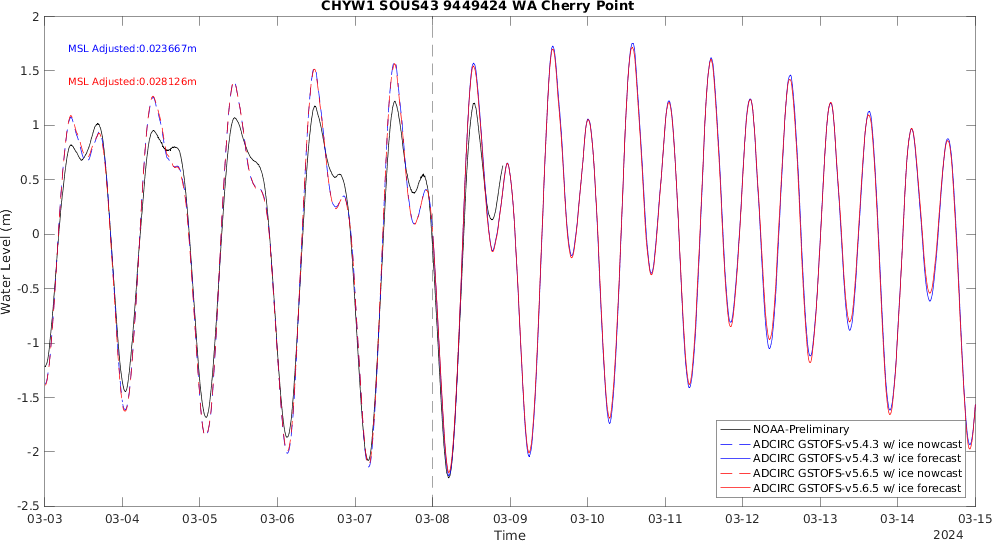 CHYW1 SOUS43 9449424 WA Cherry Point
MSL Adjusted:0.023667m
MSL Adjusted:0.028126m
Water Level (m)
2
1.5
1
0.5
0
-0.5
-1
-1.5
-2
-2.5
NOAA-Preliminary
ADCIRC GSTOFS-v5.4.3 w/ ice nowcast
ADCIRC GSTOFS-v5.4.3 w/ ice forecast
ADCIRC GSTOFS-v5.6.5 w/ ice nowcast
ADCIRC GSTOFS-v5.6.5 w/ ice forecast
03-03 03-04 03-05 03-06 03-07 03-08 03-09 03-10 03-11 03-12 03-13 03-14 03-15
Time
2024